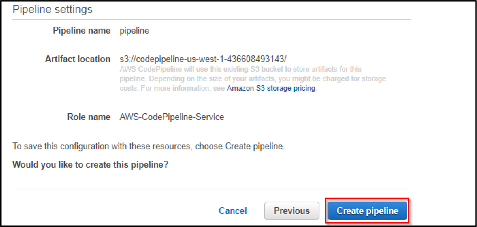 Pipeline settings
Pipeline name pipeline
Artifact location s3://codepipeline-us-west-1-436608493143/
AWS CodePipeline will use this existing S3 bucket to store artifacts for this
pipeline. Depending on the size of your artifacts, you might be charged for storage
costs. For more information, see Amazon S3 storage pricing.
Role name AWS-CodePipeline-Service
To save this configuration with these resources, choose Create pipeline.
Would you like to create this pipeline?
Cancel Previous Create pipeline